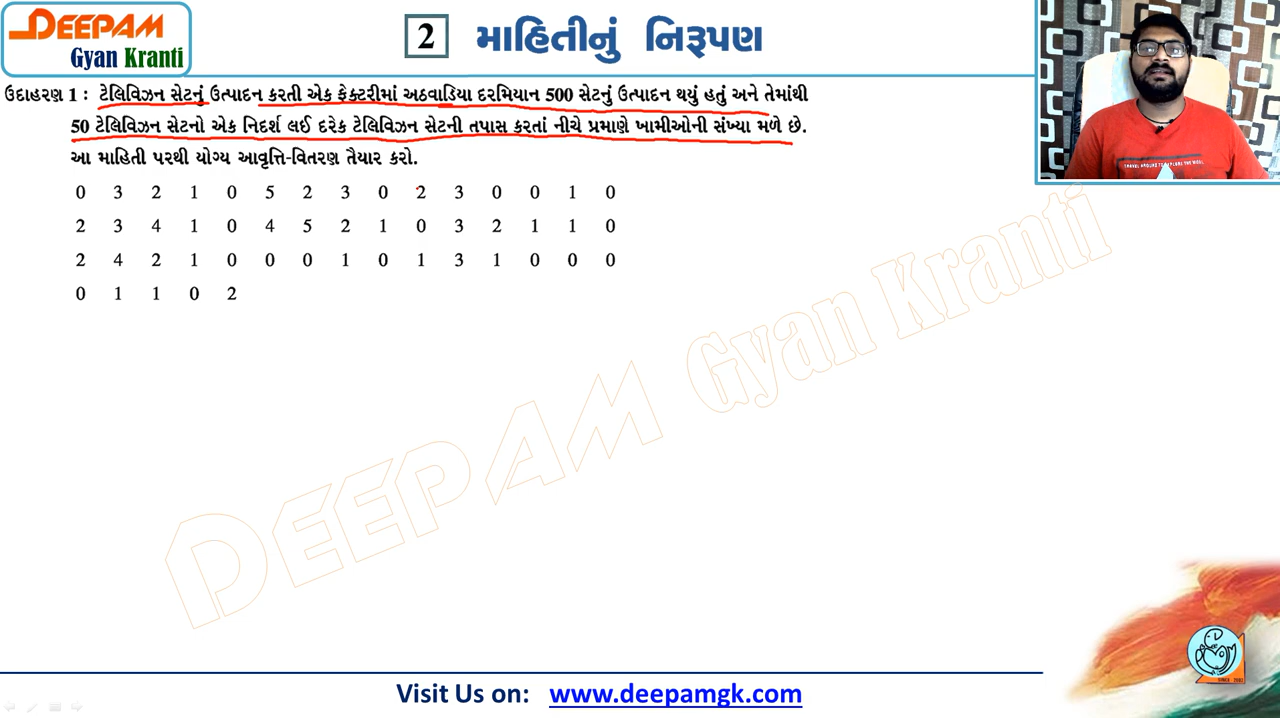 DEEPAM
Gyan Kranti
2 માહિતીનું નિરૂપણ
ઉદાહરણ 1 : ટેલિવિઝન સેટનું ઉત્પાદન કરતી એક ફેક્ટરીમાં અઠવાડિયા દરમિયાન 500 સેટનું ઉત્પાદન થયું હતું અને તેમાંથી
50 ટેલિવિઝન સેટનો એક નિદર્શ લઈ દરેક ટેલિવિઝન સેટની તપાસ કરતાં નીચે પ્રમાણે ખામીઓની સંખ્યા મળે છે.
આ માહિતી પરથી યોગ્ય આવૃત્તિ-વિતરણ તૈયાર કરો.
0 3 2 1 0 5 2 3 0 2 3 0 0 1 0
2 3 4 1 0 4 5 2 1 0 3 2 1 1 0
2 4 2 1 0 0 0 1 0 1 3 1 0 0 0
0 1 1 0 2
DEEPAM Gyan Kranti
Visit Us on: www.deepamgk.com